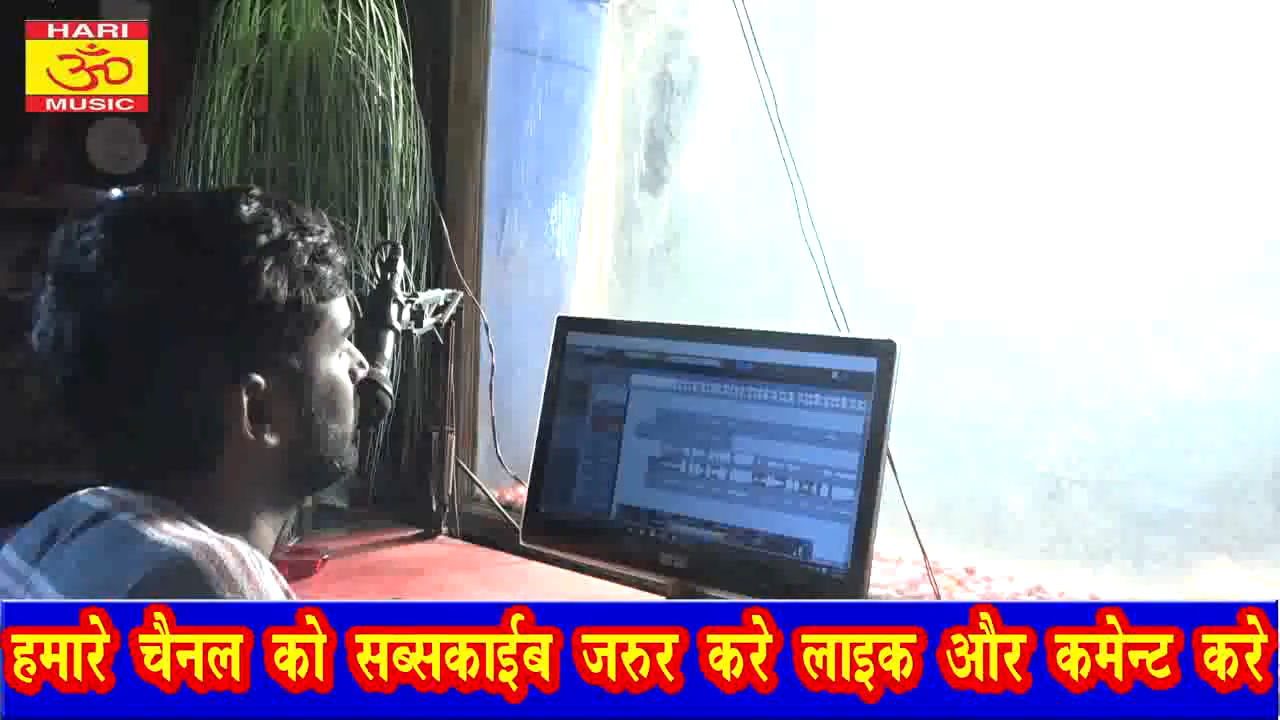 HARI
ॐ
MUSIC
हमारे चैनल को सब्सकाईब जरुर करे लाइक और कमेन्ट करे